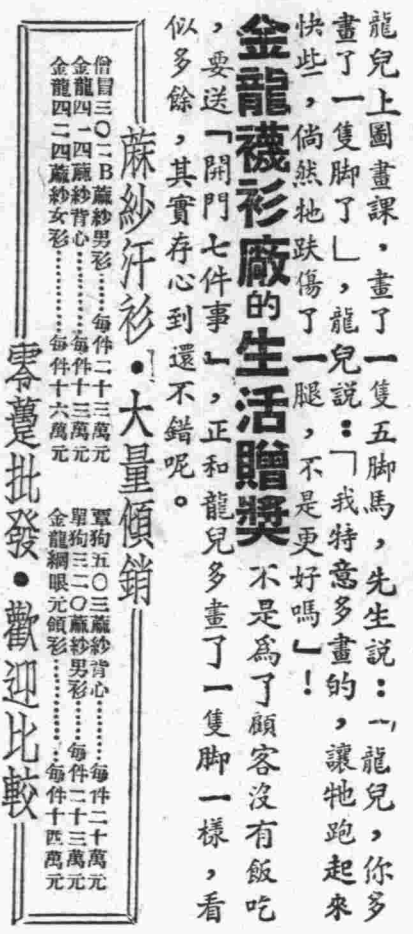 龍兒上圖畫課，畫了一隻五脚馬，先生說：「龍兒，你多
畫了一隻脚了」，龍兒說：「我特意多畫的，讓牠跑起來
快些，倘然牠跌傷了一腿，不是更好嗎」！
金龍襪衫廠的生活贈獎 不是爲了顧客沒有飯吃
，要送「開門七件事」，正和龍兒多畫了一隻脚一樣，看
似多餘，其實存心到還不錯呢。
蔴紗汗衫·大量傾銷
僧冒三〇二B蔴紗男衫……每件二十三萬元
金龍四一四蔴紗背心……每件十三萬元
金龍四二四蔴紗女衫……每件十六萬元
單狗五〇三蔴紗背心……每件二十萬元
單狗三二〇蔴紗男衫……每件二十三萬元
金龍網眼元領衫……每件十四萬元
零躉批發·歡迎比較